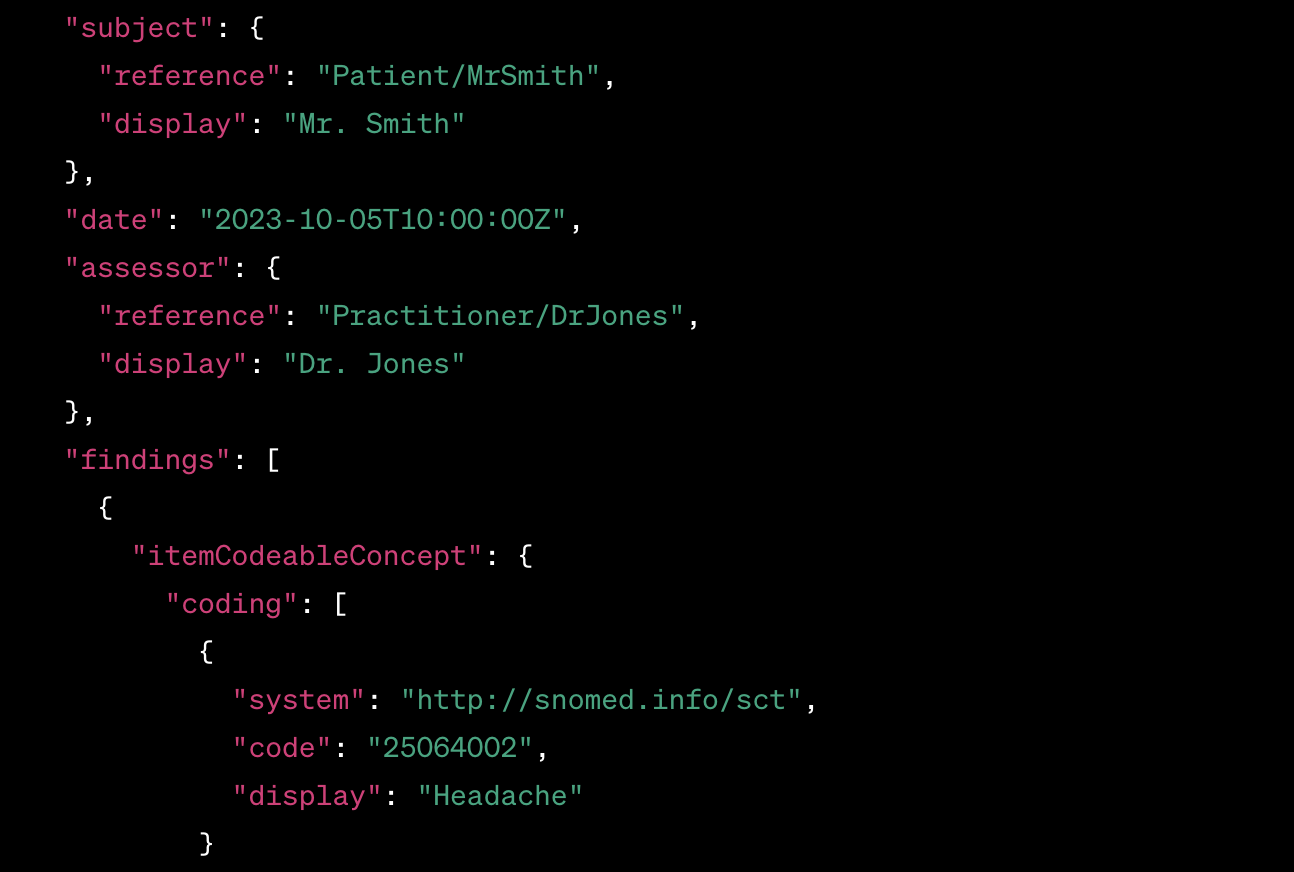 "subject": {
"reference": "Patient/MrSmith",
"display": "Mr. Smith"
},
"date": "2023-10-05T10:00:00Z",
"assessor": {
"reference": "Practitioner/DrJones",
"display": "Dr. Jones"
},
"findings": [
{
"itemCodeableConcept": {
"coding": [
{
"system": "http://snomed.info/sct",
"code": "25064002",
"display": "Headache"
}